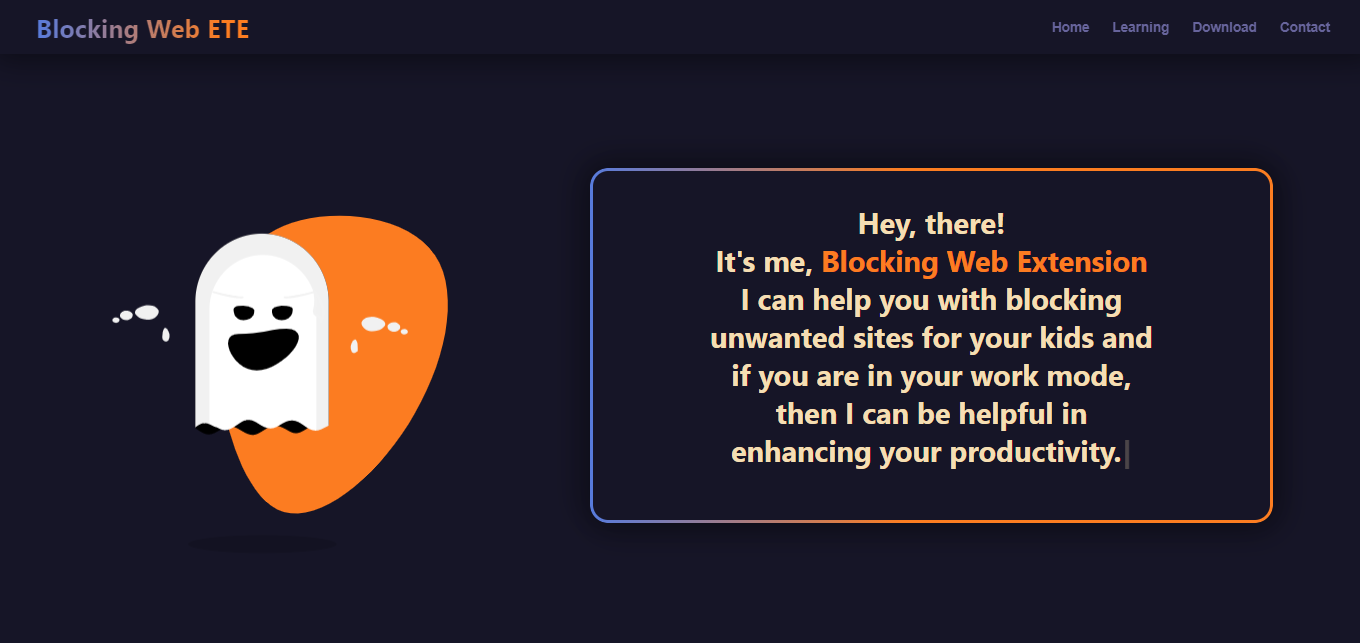 Blocking Web ETE
Home Learning Download Contact
Hey, there!
It's me, Blocking Web Extension
I can help you with blocking
unwanted sites for your kids and
if you are in your work mode,
then I can be helpful in
enhancing your productivity.